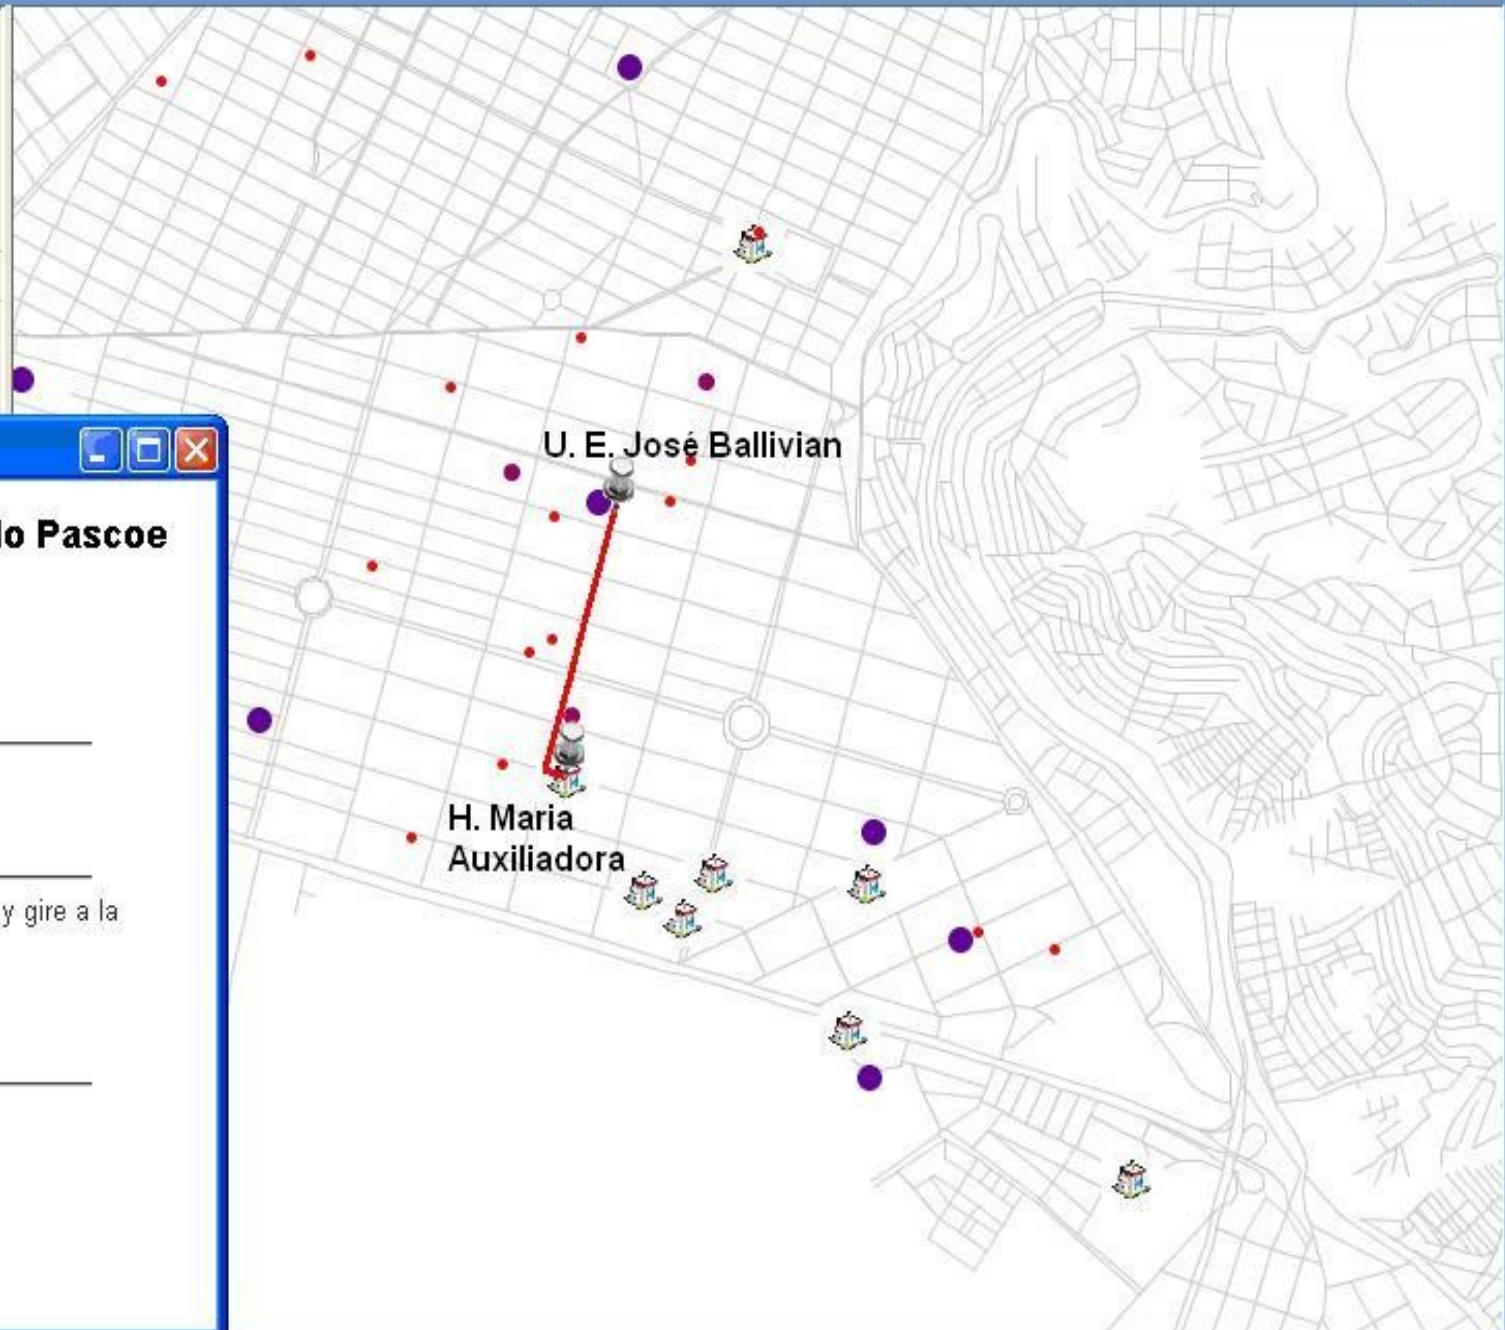 U. E. José Ballivian
lo Pascoe
H. Maria
Auxiliadora
y gire a la